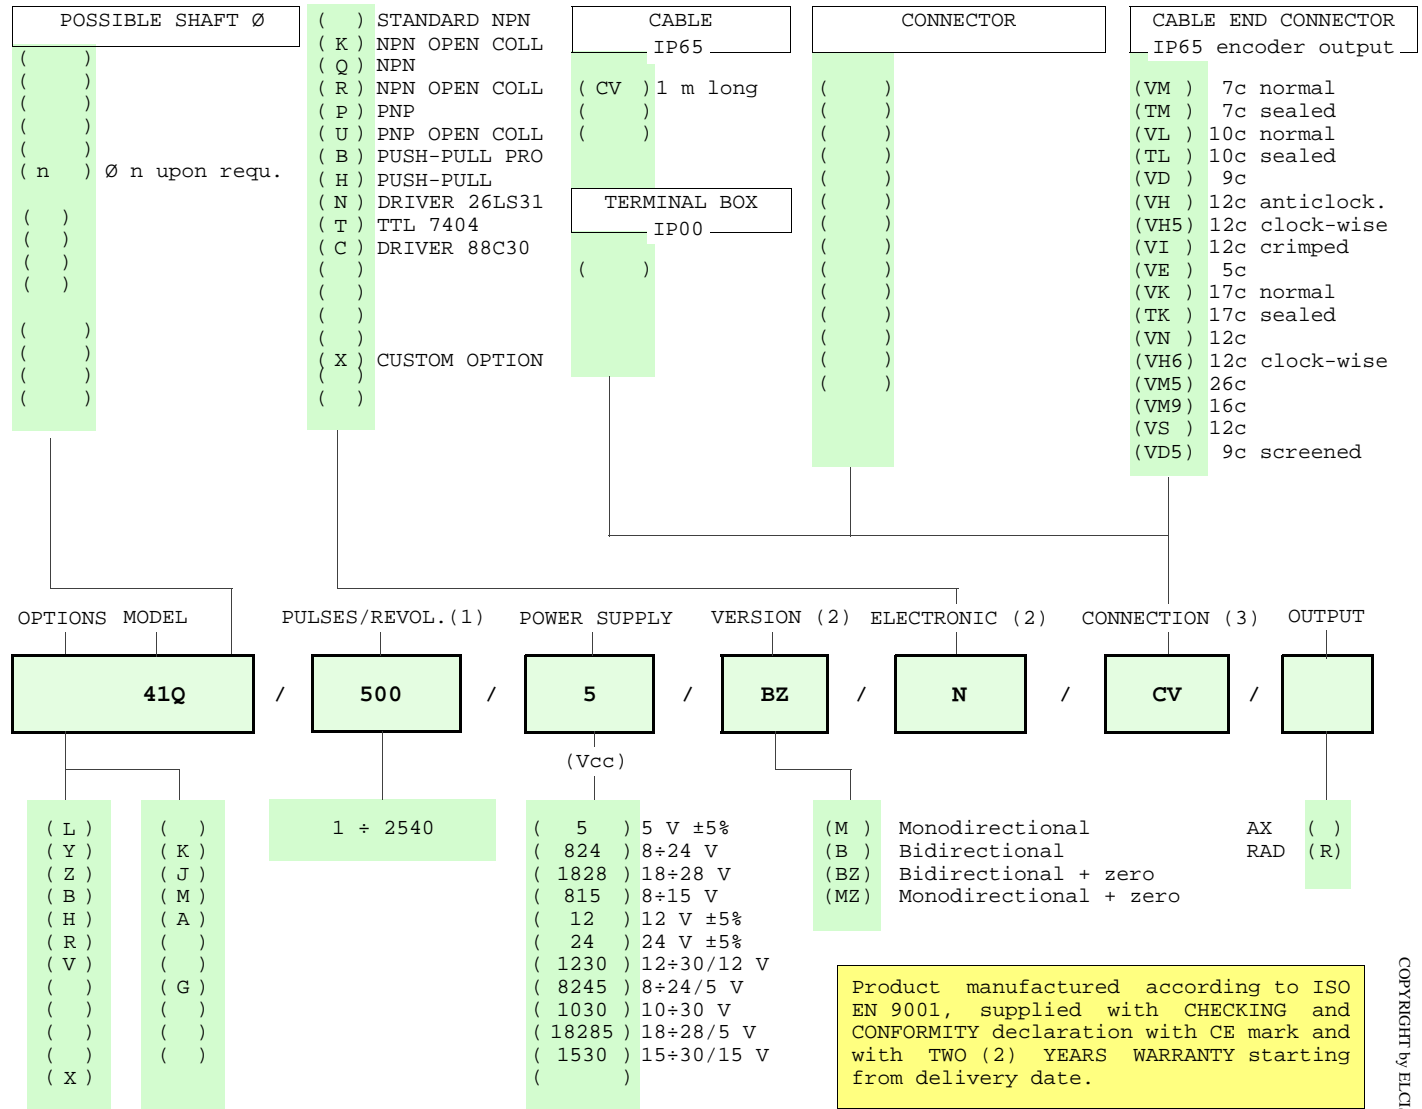 POSSIBLE SHAFT Ø
(    )
(    )
(    )
(    )
(    )
( n  ) Ø n upon requ.
(  )
(  )
(  )
(  )
(    )
(    )
(    )
(    )
(   ) STANDARD NPN
( K ) NPN OPEN COLL
( Q ) NPN
( R ) NPN OPEN COLL
( P ) PNP
( U ) PNP OPEN COLL
( B ) PUSH-PULL PRO
( H ) PUSH-PULL
( N ) DRIVER 26LS31
( T ) TTL 7404
( C ) DRIVER 88C30
(   )
(   )
(   )
(   )
( X ) CUSTOM OPTION
(   )
(   )
CABLE
IP65
( CV ) 1 m long
(    )
(    )
TERMINAL BOX
IP00
(    )
CONNECTOR
(    )
(    )
(    )
(    )
(    )
(    )
(    )
(    )
(    )
(    )
(    )
(    )
(    )
(    )
CABLE END CONNECTOR
IP65 encoder output
(VM ) 7c normal
(TM ) 7c sealed
(VL ) 10c normal
(TL ) 10c sealed
(VD ) 9c
(VH ) 12c anticlock.
(VH5) 12c clock-wise
(VI ) 12c crimped
(VE ) 5c
(VK ) 17c normal
(TK ) 17c sealed
(VN ) 12c
(VH6) 12c clock-wise
(VM5) 26c
(VM9) 16c
(VS ) 12c
(VD5) 9c screened
OPTIONS MODEL PULSES/REVOL.(1) POWER SUPPLY VERSION (2) ELECTRONIC (2) CONNECTION (3) OUTPUT
41Q / 500 / 5 / BZ / N / CV /
(Vcc)
( L )
( Y )
( Z )
( B )
( H )
( R )
( V )
(   )
(   )
(   )
(   )
( X )
(   )
( K )
( J )
( M )
( A )
(   )
(   )
( G )
(   )
(   )
(   )
1 ÷ 2540
( 5 ) 5 V ±5%
( 824 ) 8÷24 V
( 1828 ) 18÷28 V
( 815 ) 8÷15 V
( 12 ) 12 V ±5%
( 24 ) 24 V ±5%
( 1230 ) 12÷30/12 V
( 8245 ) 8÷24/5 V
( 1030 ) 10÷30 V
( 18285 ) 18÷28/5 V
( 1530 ) 15÷30/15 V
(      )
(M ) Monodirectional
(B ) Bidirectional
(BZ) Bidirectional + zero
(MZ) Monodirectional + zero
AX ( )
RAD (R)
Product manufactured according to ISO
EN 9001, supplied with CHECKING and
CONFORMITY declaration with CE mark and
with TWO (2) YEARS WARRANTY starting
from delivery date.
COPYRIGHT by ELCI